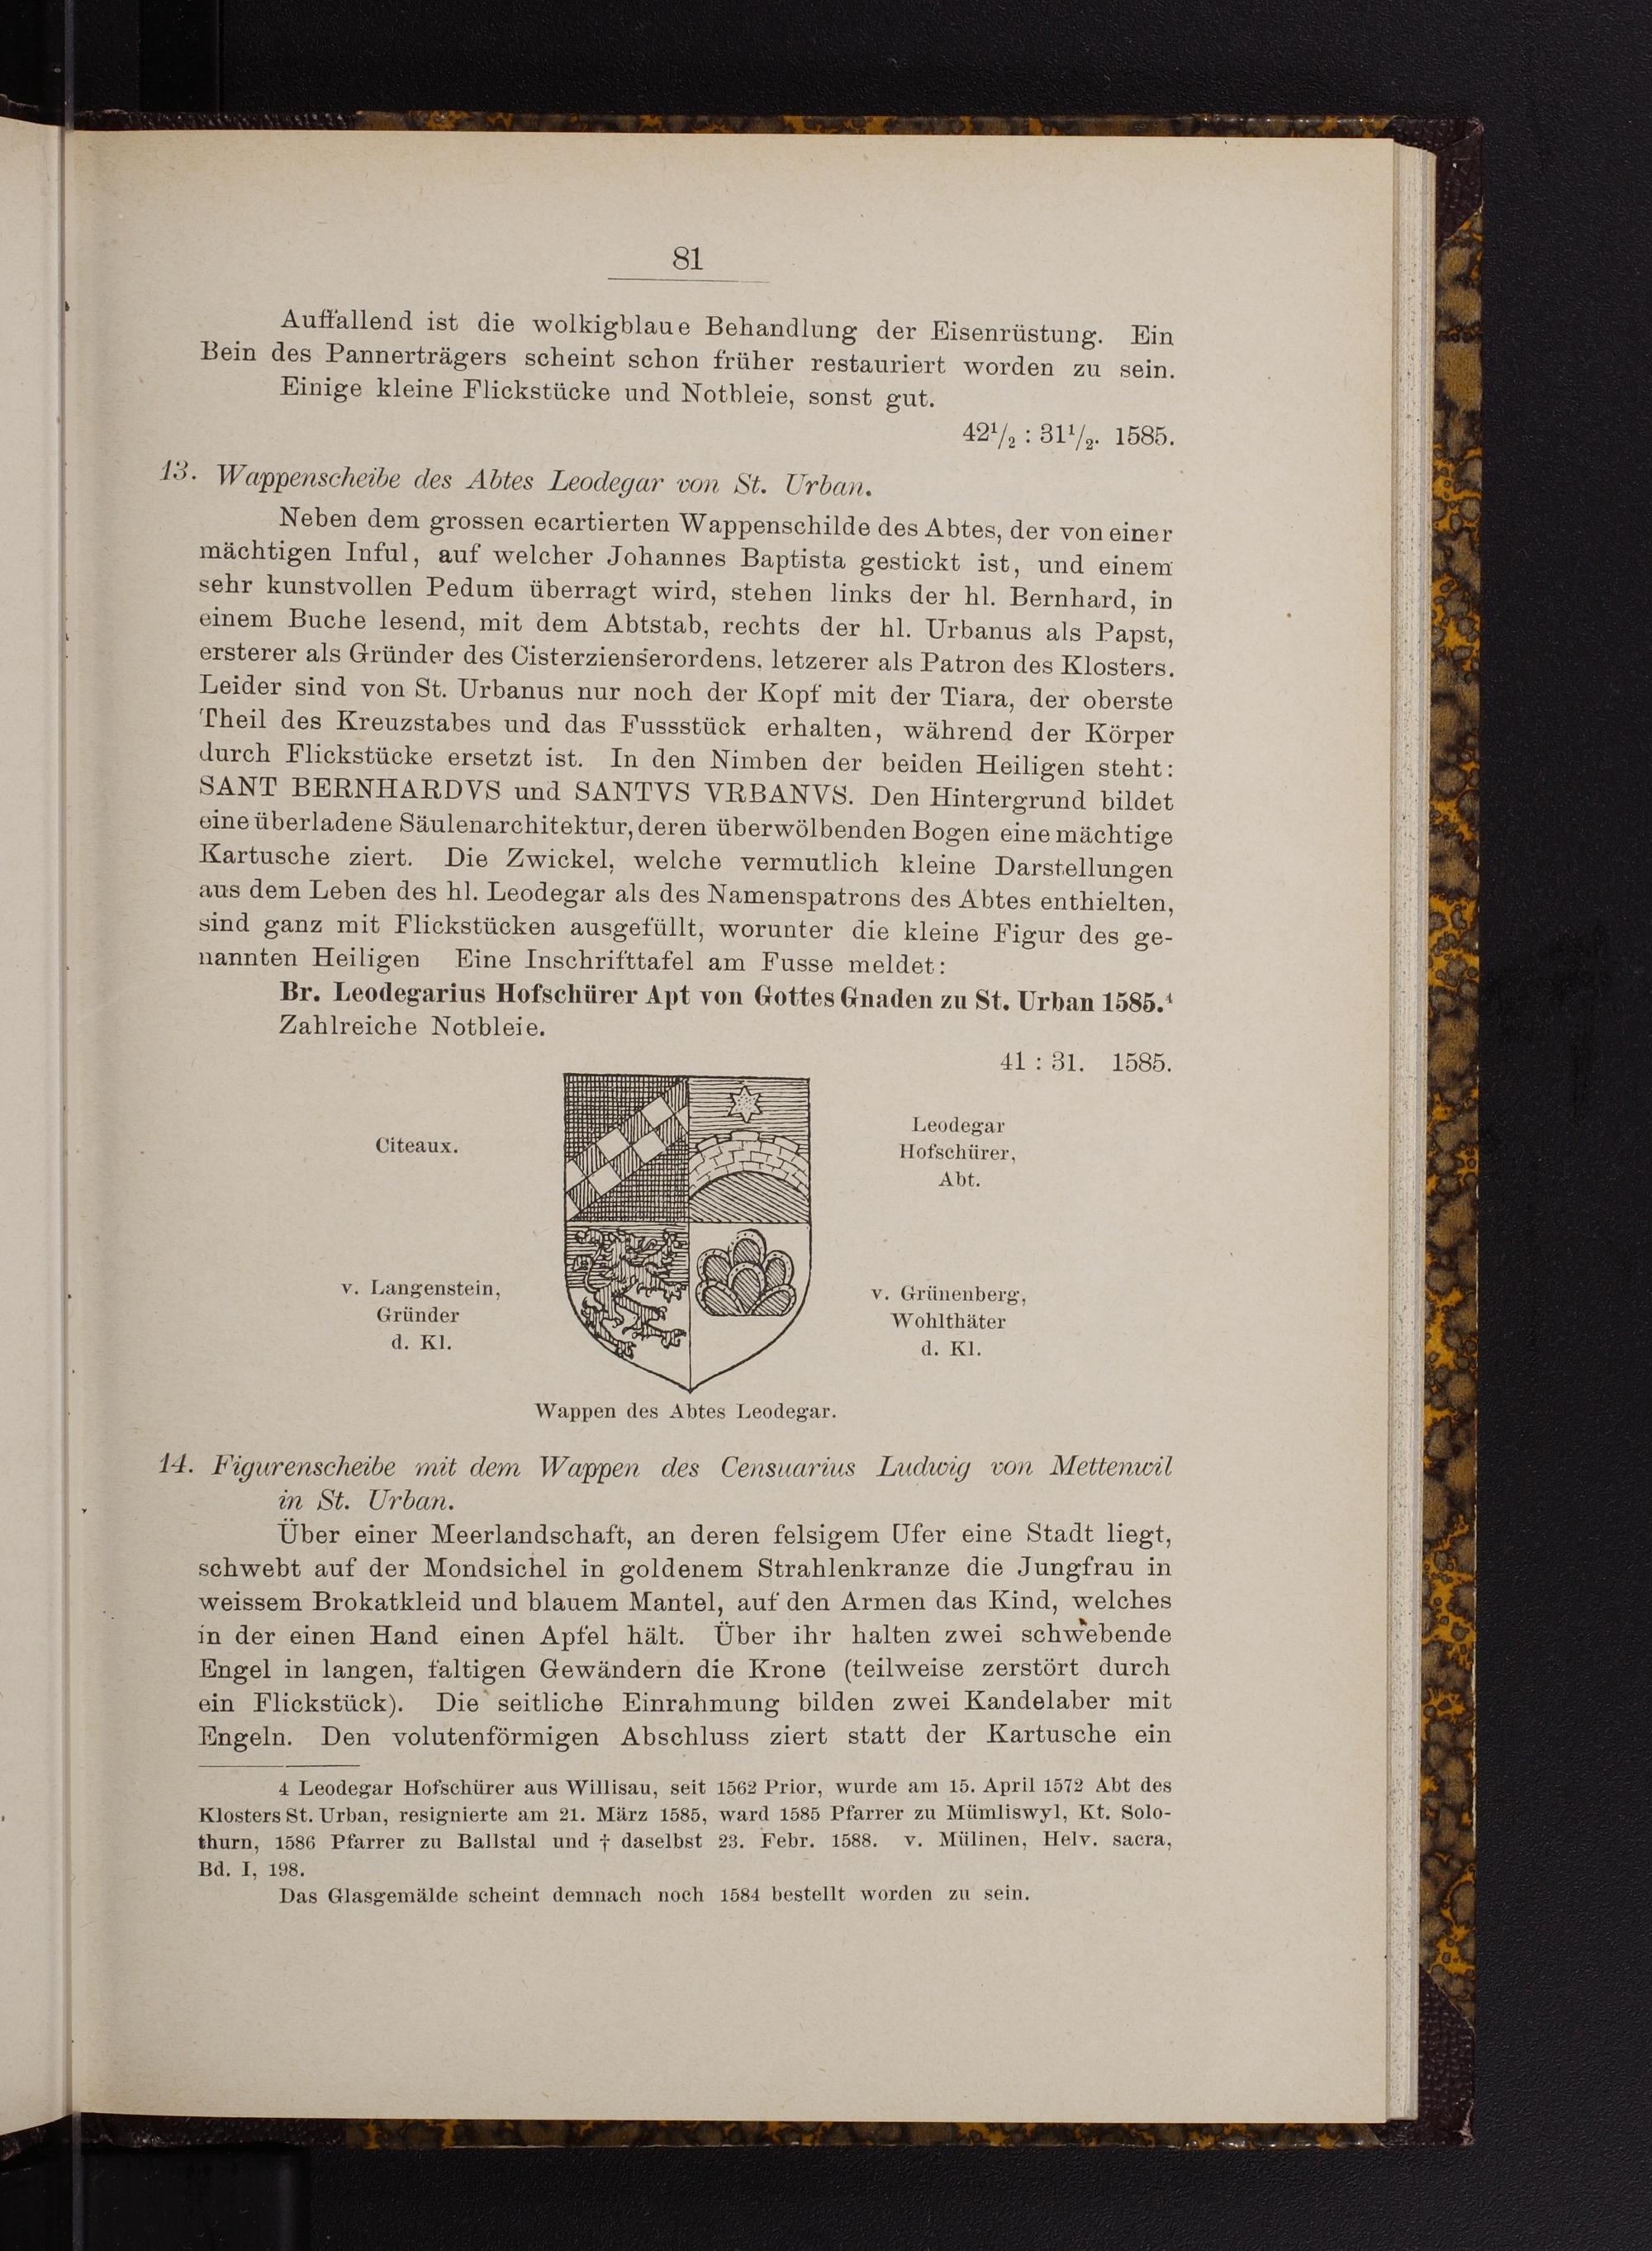 81
Auffallend ist die wolkigblaue Behandlung der Eisenrüstung. Ein
Bein des Pannerträgers scheint schon früher restauriert worden zu sein.
Einige kleine Flickstücke und Notbleie, sonst gut.
42¹/₂ : 31¹/₂. 1585.
13. Wappenscheibe des Abtes Leodegar von St. Urban.
Neben dem grossen ecartierten Wappenschilde des Abtes, der von einer
mächtigen Inful, auf welcher Johannes Baptista gestickt ist, und einem
sehr kunstvollen Pedum überragt wird, stehen links der hl. Bernhard, in
einem Buche lesend, mit dem Abtstab, rechts der hl. Urbanus als Papst,
ersterer als Gründer des Cisterzienserordens. letzerer als Patron des Klosters.
Leider sind von St. Urbanus nur noch der Kopf mit der Tiara, der oberste
Theil des Kreuzstabes und das Fussstück erhalten, während der Körper
durch Flickstücke ersetzt ist. In den Nimben der beiden Heiligen steht:
SANT BERNHARDVS und SANTVS VRBANVS. Den Hintergrund bildet
eine überladene Säulenarchitektur, deren überwölbenden Bogen eine mächtige
Kartusche ziert. Die Zwickel, welche vermutlich kleine Darstellungen
aus dem Leben des hl. Leodegar als des Namenspatrons des Abtes enthielten,
sind ganz mit Flickstücken ausgefüllt, worunter die kleine Figur des ge-
nannten Heiligen Eine Inschrifttafel am Fusse meldet:
Br. Leodegarius Hofschürer Apt von Gottes Gnaden zu St. Urban 1585.⁴
Zahlreiche Notbleie.
41 : 31. 1585.
Citeaux.
Leodegar
Hofschürer,
Abt.
v. Langenstein,
Gründer
d. Kl.
v. Grünenberg,
Wohlthäter
d. Kl.
Wappen des Abtes Leodegar.
14. Figurenscheibe mit dem Wappen des Censuarius Ludwig von Mettenwil
in St. Urban.
Über einer Meerlandschaft, an deren felsigem Ufer eine Stadt liegt,
schwebt auf der Mondsichel in goldenem Strahlenkranze die Jungfrau in
weissem Brokatkleid und blauem Mantel, auf den Armen das Kind, welches
in der einen Hand einen Apfel hält. Über ihr halten zwei schwebende
Engel in langen, faltigen Gewändern die Krone (teilweise zerstört durch
ein Flickstück). Die seitliche Einrahmung bilden zwei Kandelaber mit
Engeln. Den volutenförmigen Abschluss ziert statt der Kartusche ein
4 Leodegar Hofschürer aus Willisau, seit 1562 Prior, wurde am 15. April 1572 Abt des
Klosters St. Urban, resignierte am 21. März 1585, ward 1585 Pfarrer zu Mümliswyl, Kt. Solo-
thurn, 1586 Pfarrer zu Ballstal und † daselbst 23. Febr. 1588. v. Mülinen, Helv. sacra,
Bd. I, 198.
Das Glasgemälde scheint demnach noch 1584 bestellt worden zu sein.